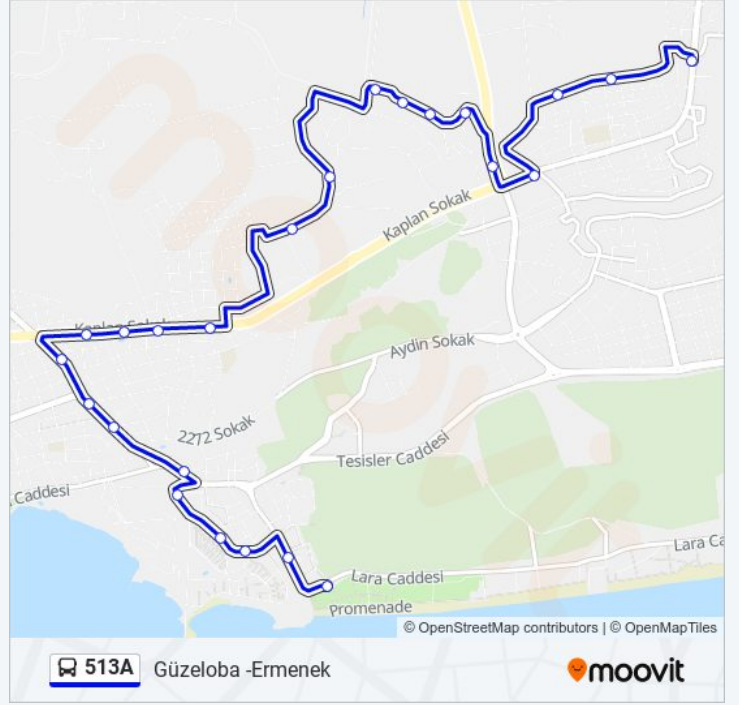 Kaplan Sokak
Kaplan Sokak
Aydin Sokak
2272 Sokak
Tesisler Caddesi
Caddesi
Lara Ca
Lara Caddesi
Promenade
© OpenStreetMap contributors | © OpenMapTiles
513A Güzeloba -Ermenek
moovit